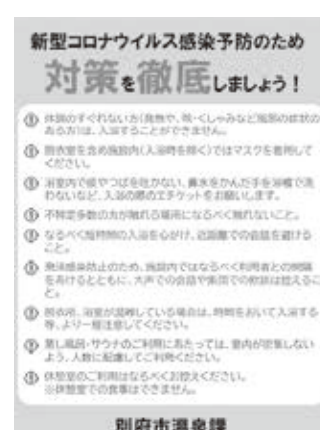 新型コロナウイルス感染予防のため
対策を徹底しましょう！
体調のすぐれない方（発熱や、咳・くしゃみなど風邪の症状の
ある方）は、入浴することができません。
脱衣室を含め施設内（入浴時を除く）ではマスクを着用して
ください。
浴室内で痰やつばを吐かない、鼻水をかんだ手を浴槽で洗
わないなど、入浴の際のエチケットをお願いします。
不特定多数の方が触れる場所になるべく触れないこと。
なるべく短時間の入浴を心がけ、近距離での会話を避ける
こと。
飛沫感染防止のため、施設内ではなるべく利用者との間隔
をあけるとともに、大声での会話や集団での歓談は控えるこ
と。
脱衣所、浴室が混雑している場合は、時間をおいて入浴する
等、より一層注意してください。
蒸し風呂・サウナのご利用にあたっては、室内が密集しない
よう、人数に配慮してご利用ください。
休憩室のご利用はなるべくお控えください。
※休憩室での食事はできません。
別府市温泉課